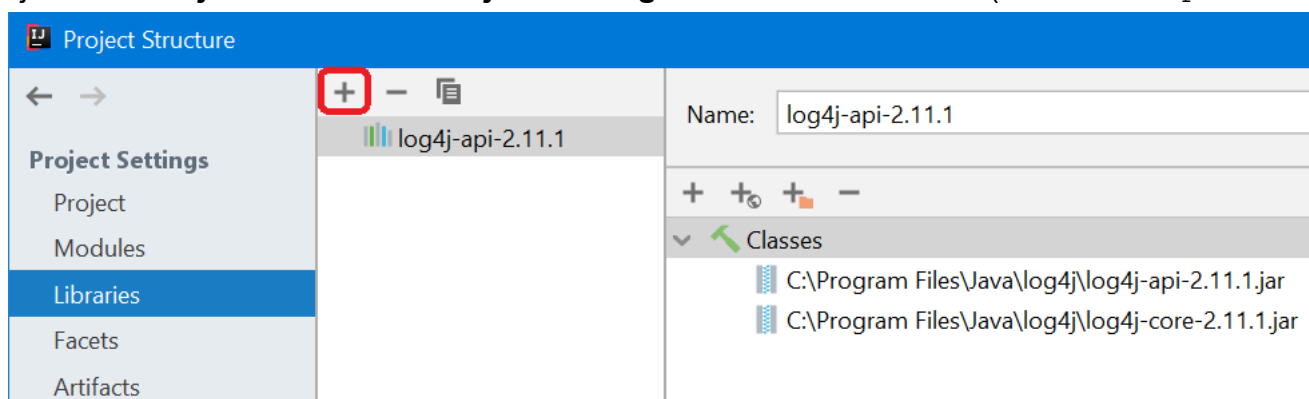 Project Structure
Project Settings
Project
Modules
Libraries
Facets
Artifacts
log4j-api-2.11.1
Name: log4j-api-2.11.1
Classes
C:\Program Files\Java\log4j\log4j-api-2.11.1.jar
C:\Program Files\Java\log4j\log4j-core-2.11.1.jar